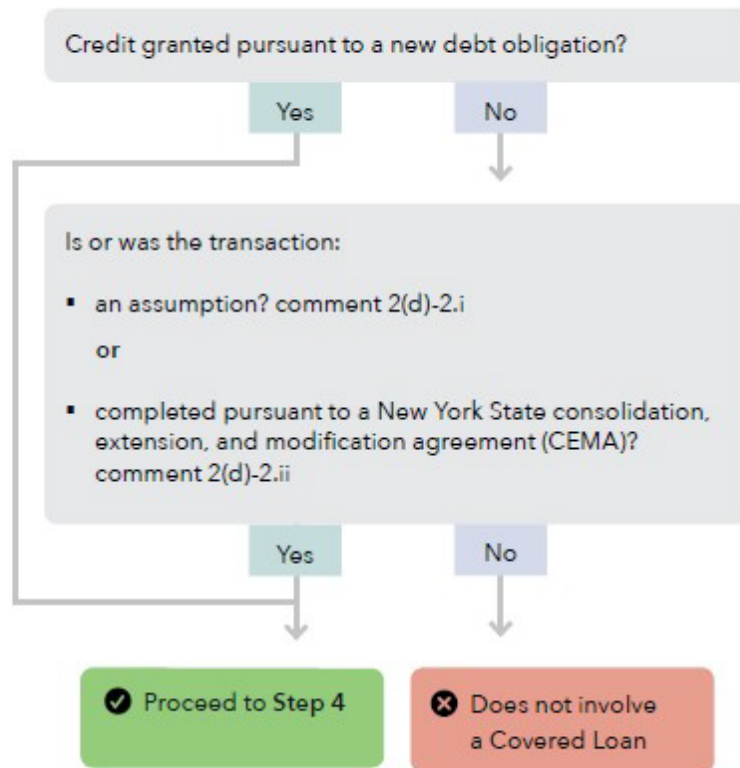 Credit granted pursuant to a new debt obligation?
Yes
No
Is or was the transaction:
▪ an assumption? comment 2(d)-2.i
or
▪ completed pursuant to a New York State consolidation,
extension, and modification agreement (CEMA)?
comment 2(d)-2.ii
Yes
No
Proceed to Step 4
Does not involve
a Covered Loan